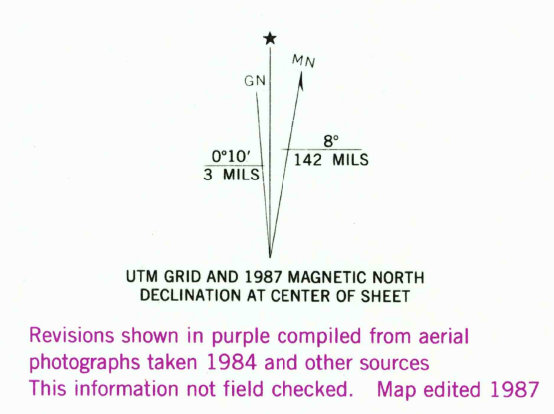 ★
MN
GN
0°10'
3 MILS
8°
142 MILS
UTM GRID AND 1987 MAGNETIC NORTH
DECLINATION AT CENTER OF SHEET
Revisions shown in purple compiled from aerial
photographs taken 1984 and other sources
This information not field checked. Map edited 1987